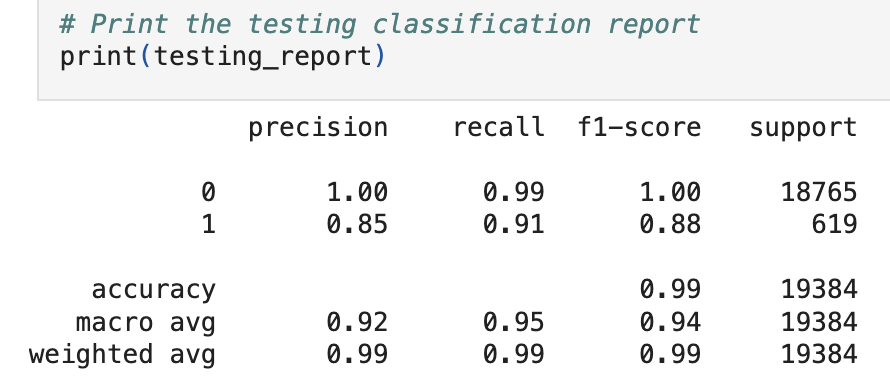 # Print the testing classification report
print(testing_report)
precision recall f1-score support
0 1.00 0.99 1.00 18765
1 0.85 0.91 0.88 619
accuracy 0.99 19384
macro avg 0.92 0.95 0.94 19384
weighted avg 0.99 0.99 0.99 19384